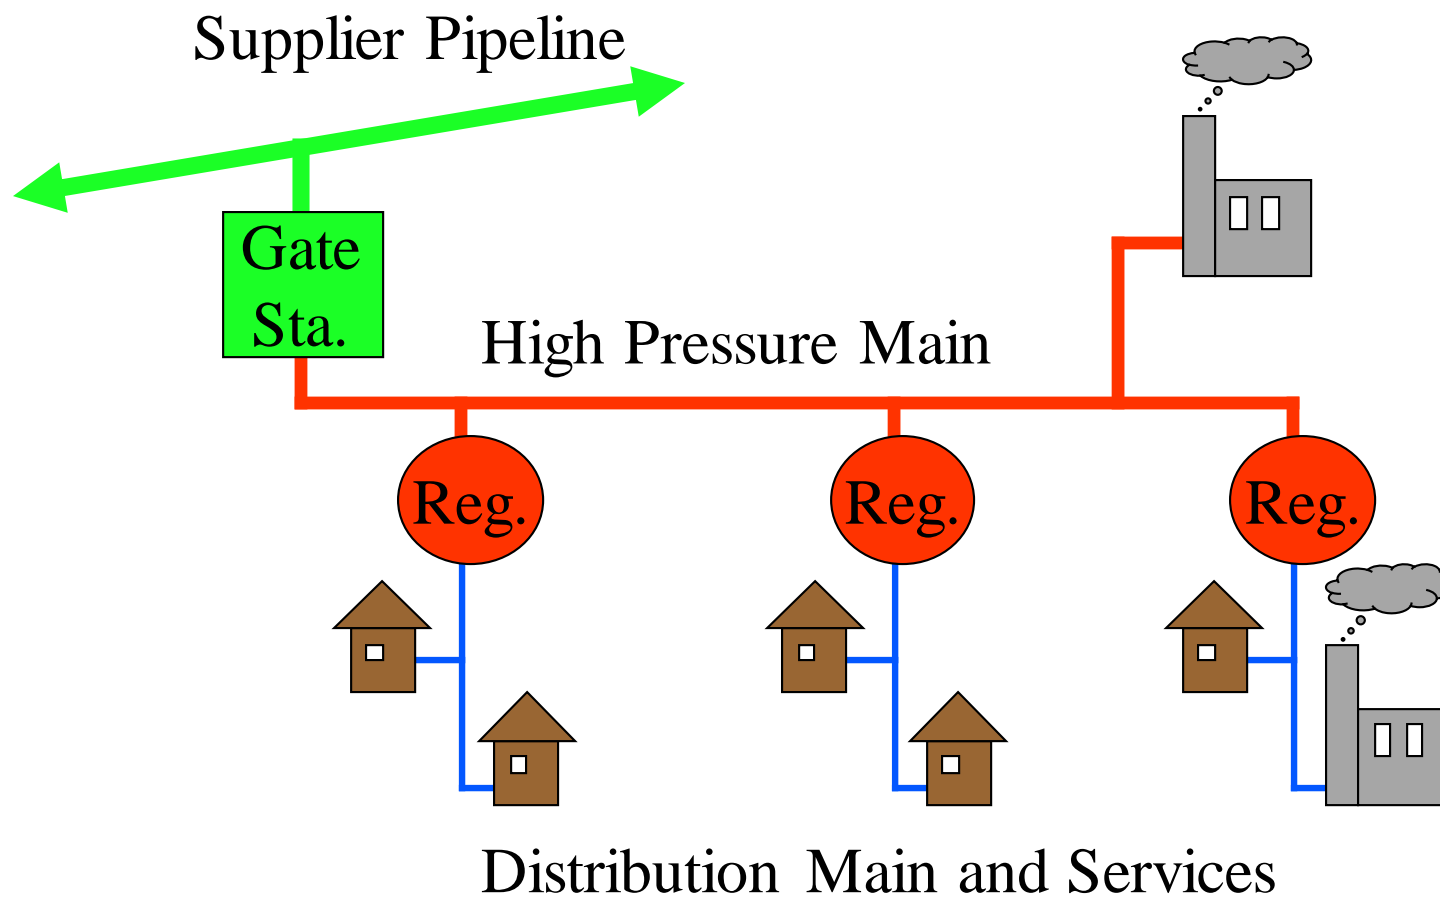 Supplier Pipeline
Gate
Sta.
High Pressure Main
Reg.
Reg.
Reg.
Distribution Main and Services